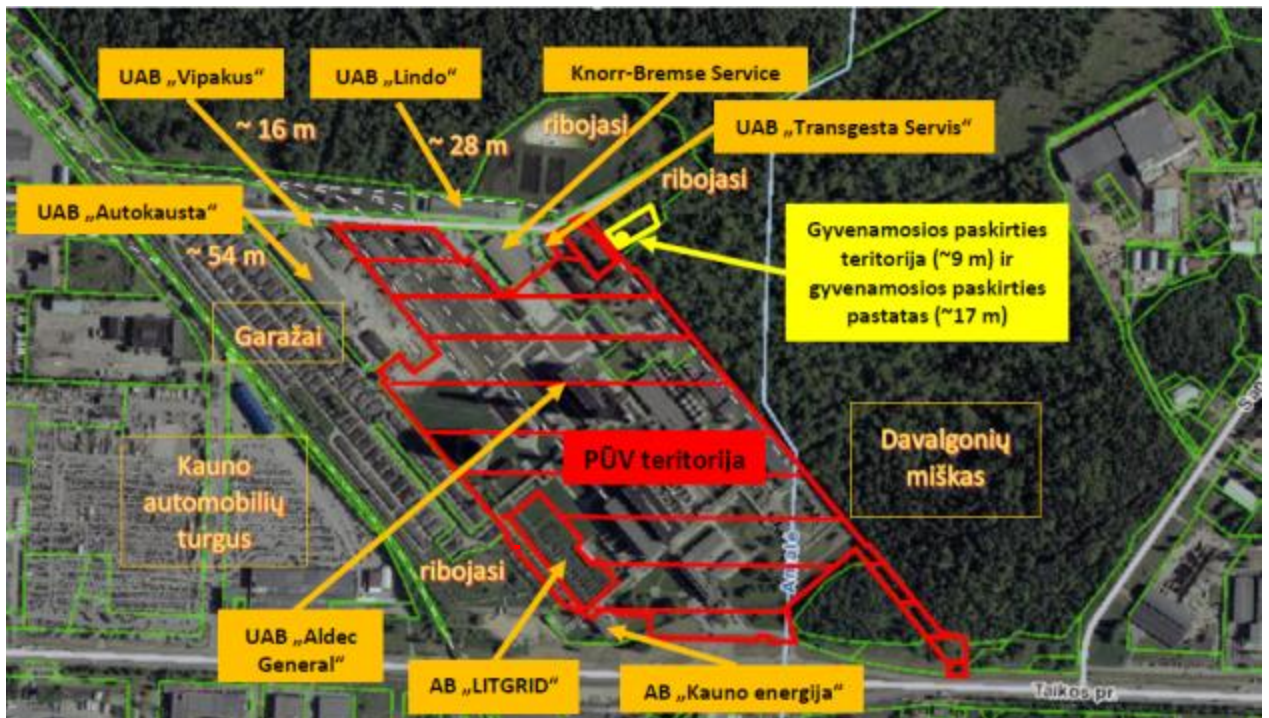 UAB „Vipakus“
UAB „Lindo“
Knorr-Bremse Service
~ 16 m
~ 28 m
ribojasi
UAB „Transgesta Servis“
ribojasi
UAB „Autokausta“
~ 54 m
Gyvenamosios paskirties
teritorija (~9 m) ir
gyvenamosios paskirties
pastatas (~17 m)
Garažai
PŪV teritorija
Davalgonių
miškas
Kauno
automobilių
turgus
ribojasi
UAB „Aldec
General“
AB „LITGRID“
AB „Kauno energija“
Taikos pr